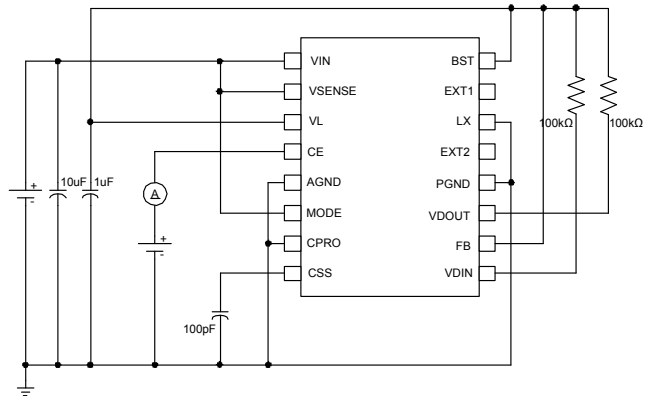 VIN
VSENSE
VL
CE
AGND
MODE
CPRO
CSS
BST
EXT1
LX
EXT2
PGND
VDOUT
FB
VDIN
+
-
10uF
1uF
A
+
-
100pF
100kΩ
100kΩ